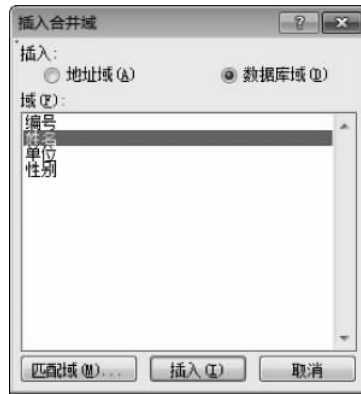 插入合并域
插入:
地址域(A) 数据库域(D)
域(F):
编号
姓名
单位
性别
匹配域(M)... 插入(I) 取消